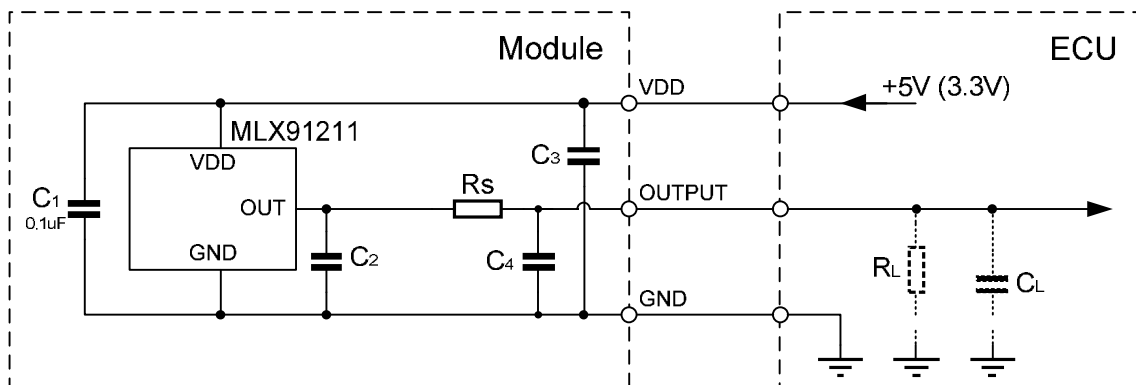 Module
ECU
VDD
+5V (3.3V)
MLX91211
VDD
C3
C1
0.1uF
OUT
Rs
OUTPUT
GND
C2
C4
RL
CL
GND